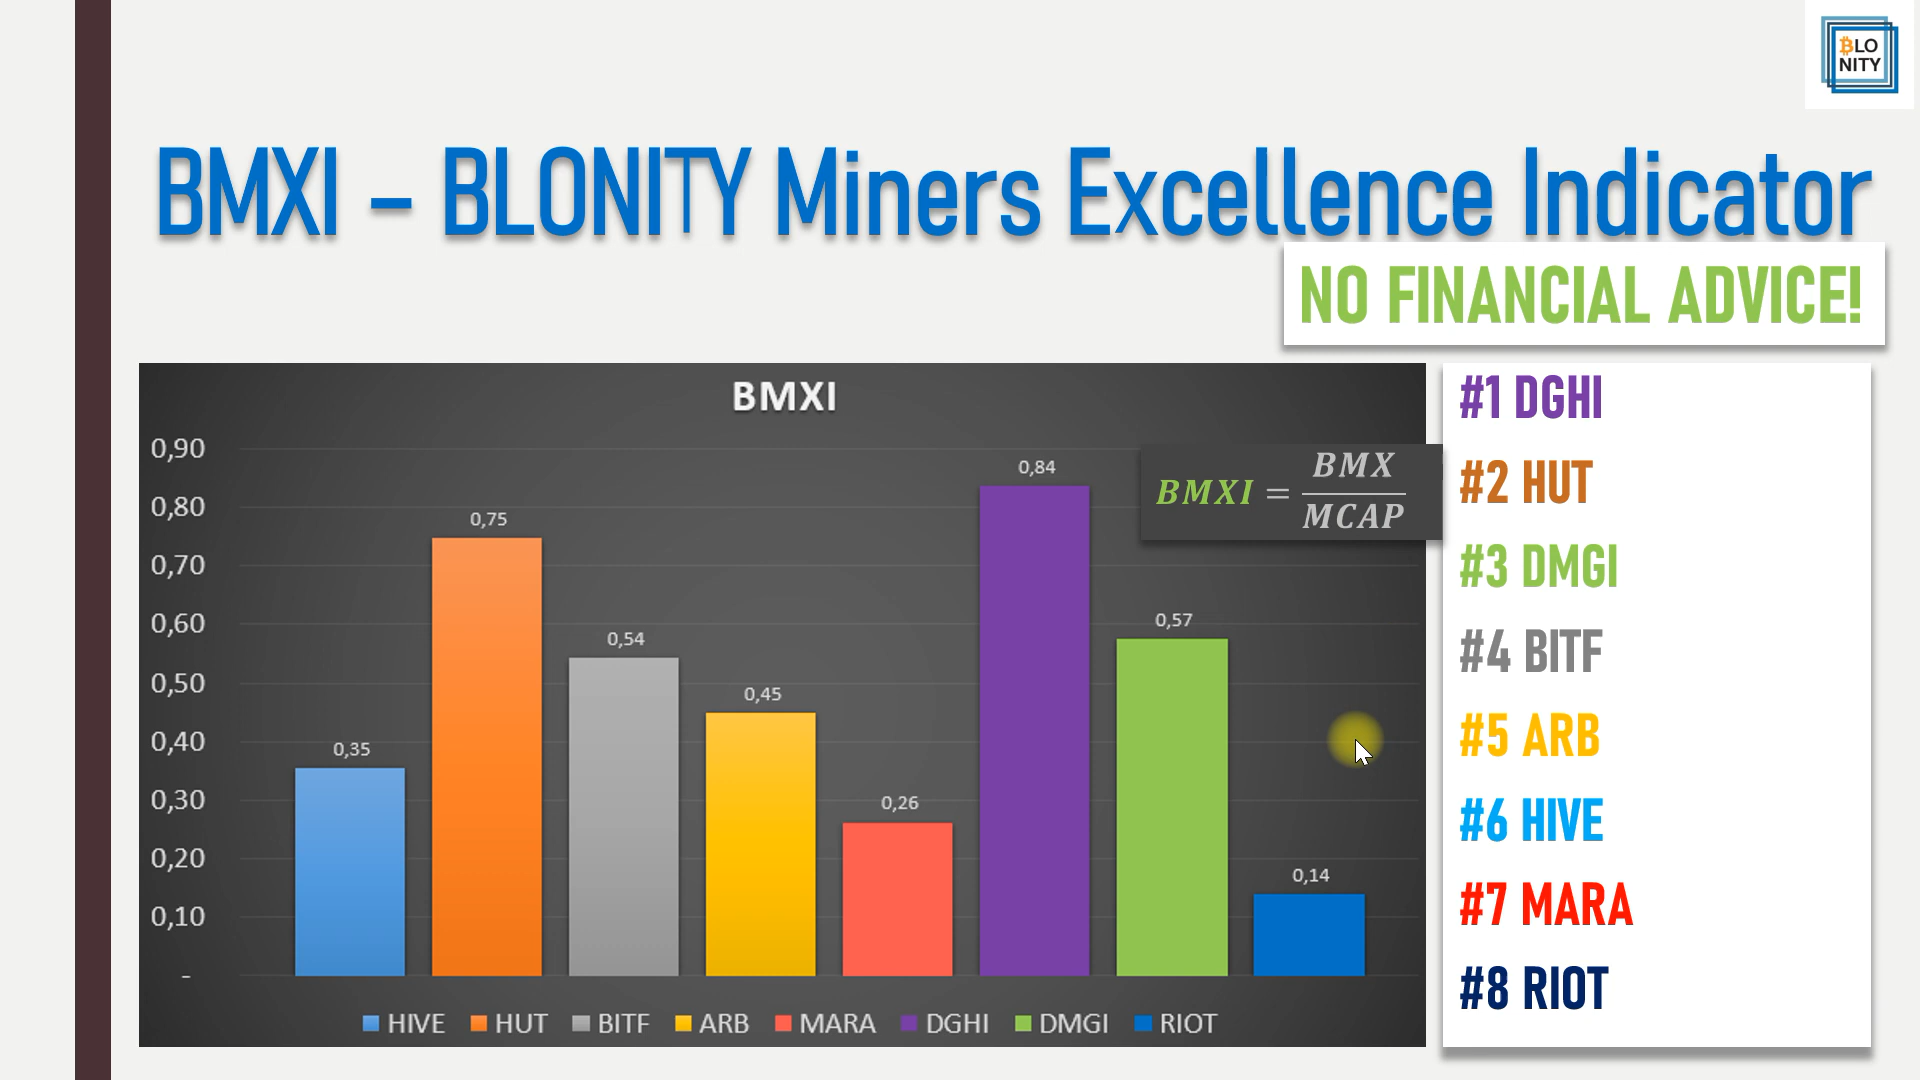 ₿LO
NITY
BMXI – BLONITY Miners Excellence Indicator
NO FINANCIAL ADVICE!
BMXI
0,90
0,80
0,70
0,60
0,50
0,40
0,30
0,20
0,10
-
0,35
0,75
0,54
0,45
0,26
0,84
0,57
0,14
BMXI = BMX / MCAP
HIVE HUT BITF ARB MARA DGHI DMGI RIOT
#1 DGHI
#2 HUT
#3 DMGI
#4 BITF
#5 ARB
#6 HIVE
#7 MARA
#8 RIOT